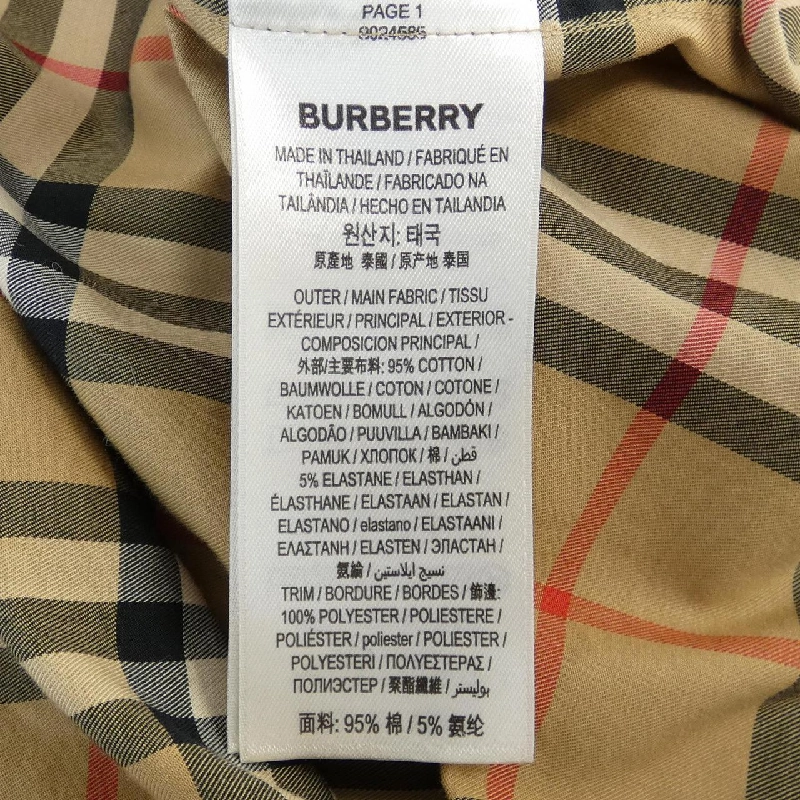 PAGE 1
BURBERRY
MADE IN THAILAND / FABRIQUÉ EN
THAÏLANDE / FABRICADO NA
TAILÂNDIA / HECHO EN TAILANDIA
원산지: 태국
原產地 泰國 / 原产地 泰国
OUTER / MAIN FABRIC / TISSU
EXTÉRIEUR / PRINCIPAL / EXTERIOR -
COMPOSICION PRINCIPAL /
外部/主要布料: 95% COTTON /
BAUMWOLLE / COTON / COTONE /
KATOEN / BOMULL / ALGODÓN /
ALGODÃO / PUUVILLA / ΒΑΜΒΑΚΙ /
PAMUK / ХЛОПОК / 棉 / قطن
5% ELASTANE / ELASTHAN /
ÉLASTHANE / ELASTAAN / ELASTAN /
ELASTANO / elastano / ELASTAANI /
ΕΛΑΣΤΑΝΗ / ELASTEN / ЭЛАСТАН /
氨綸 / نسيج ايلاستين
TRIM / BORDURE / BORDES / 飾邊:
100% POLYESTER / POLIESTERE /
POLIÉSTER / poliester / POLIESTER /
POLYESTERI / ΠΟΛΥΕΣΤΕΡΑΣ /
ПОЛИЭСТЕР / 聚酯纖維 / بوليستر
面料: 95% 棉 / 5% 氨纶